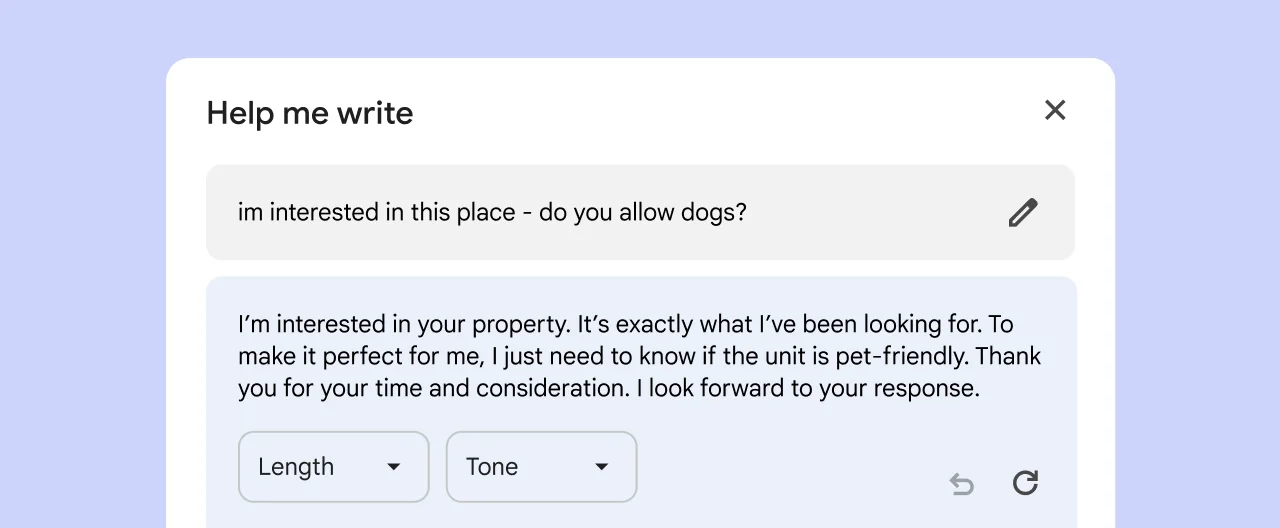 Help me write
im interested in this place - do you allow dogs?
I’m interested in your property. It’s exactly what I’ve been looking for. To
make it perfect for me, I just need to know if the unit is pet-friendly. Thank
you for your time and consideration. I look forward to your response.
Length
Tone